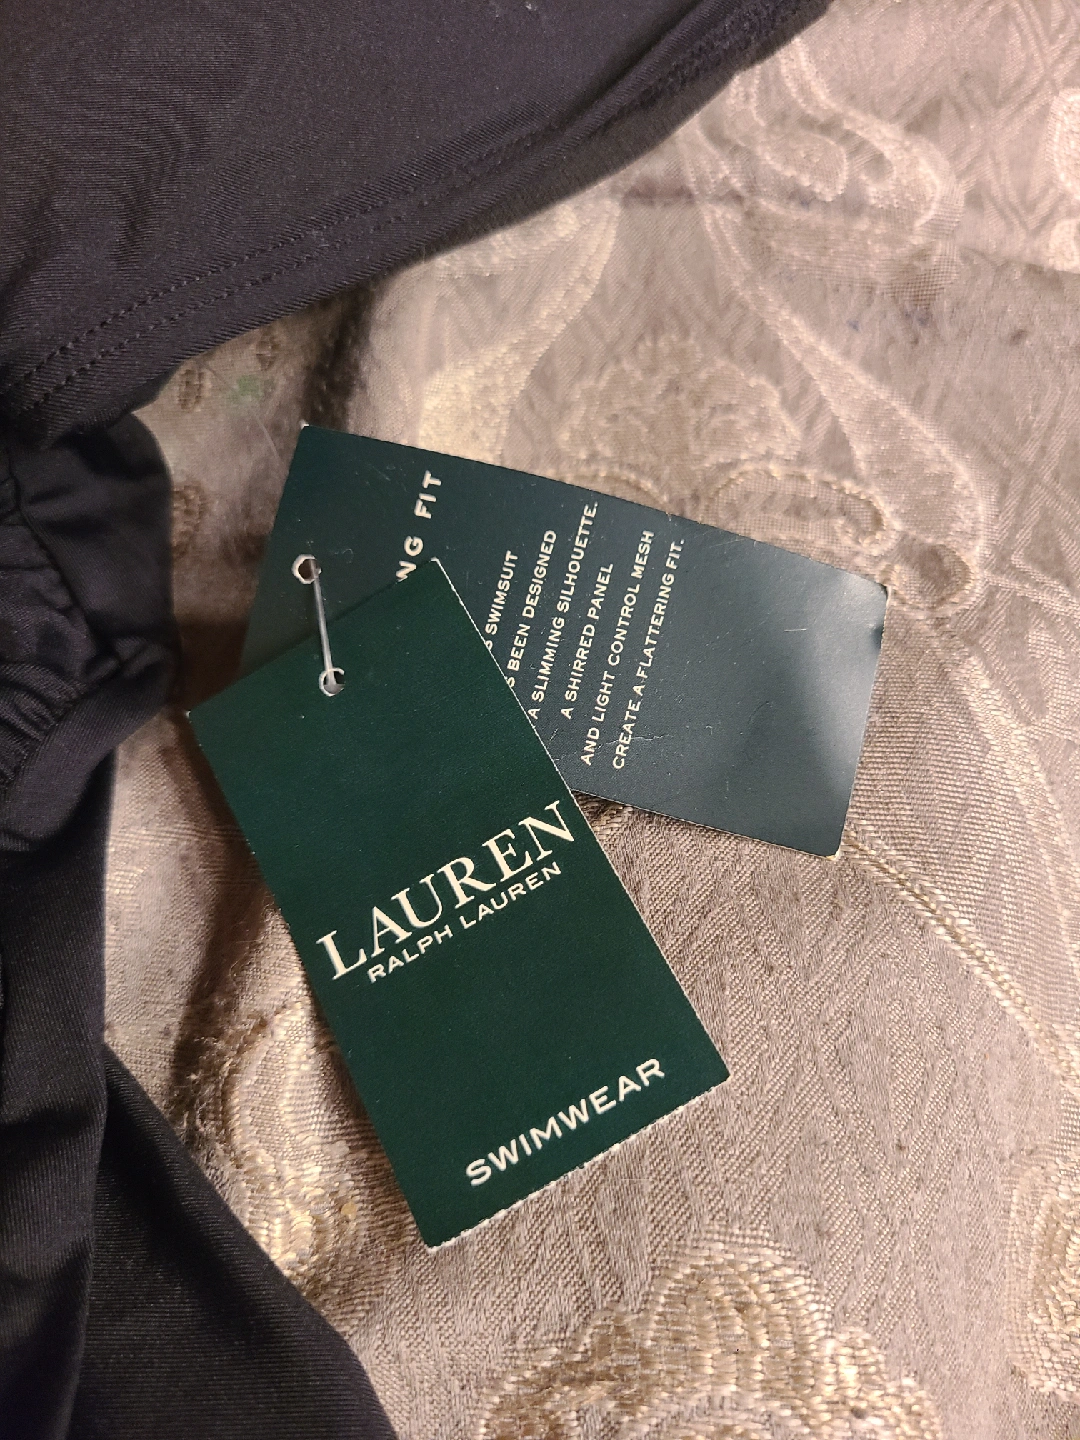 FIT
SWIMSUIT
BEEN DESIGNED
A SLIMMING SILHOUETTE.
A SHIRRED PANEL
AND LIGHT CONTROL MESH
CREATE A FLATTERING FIT.
LAUREN
RALPH LAUREN
SWIMWEAR